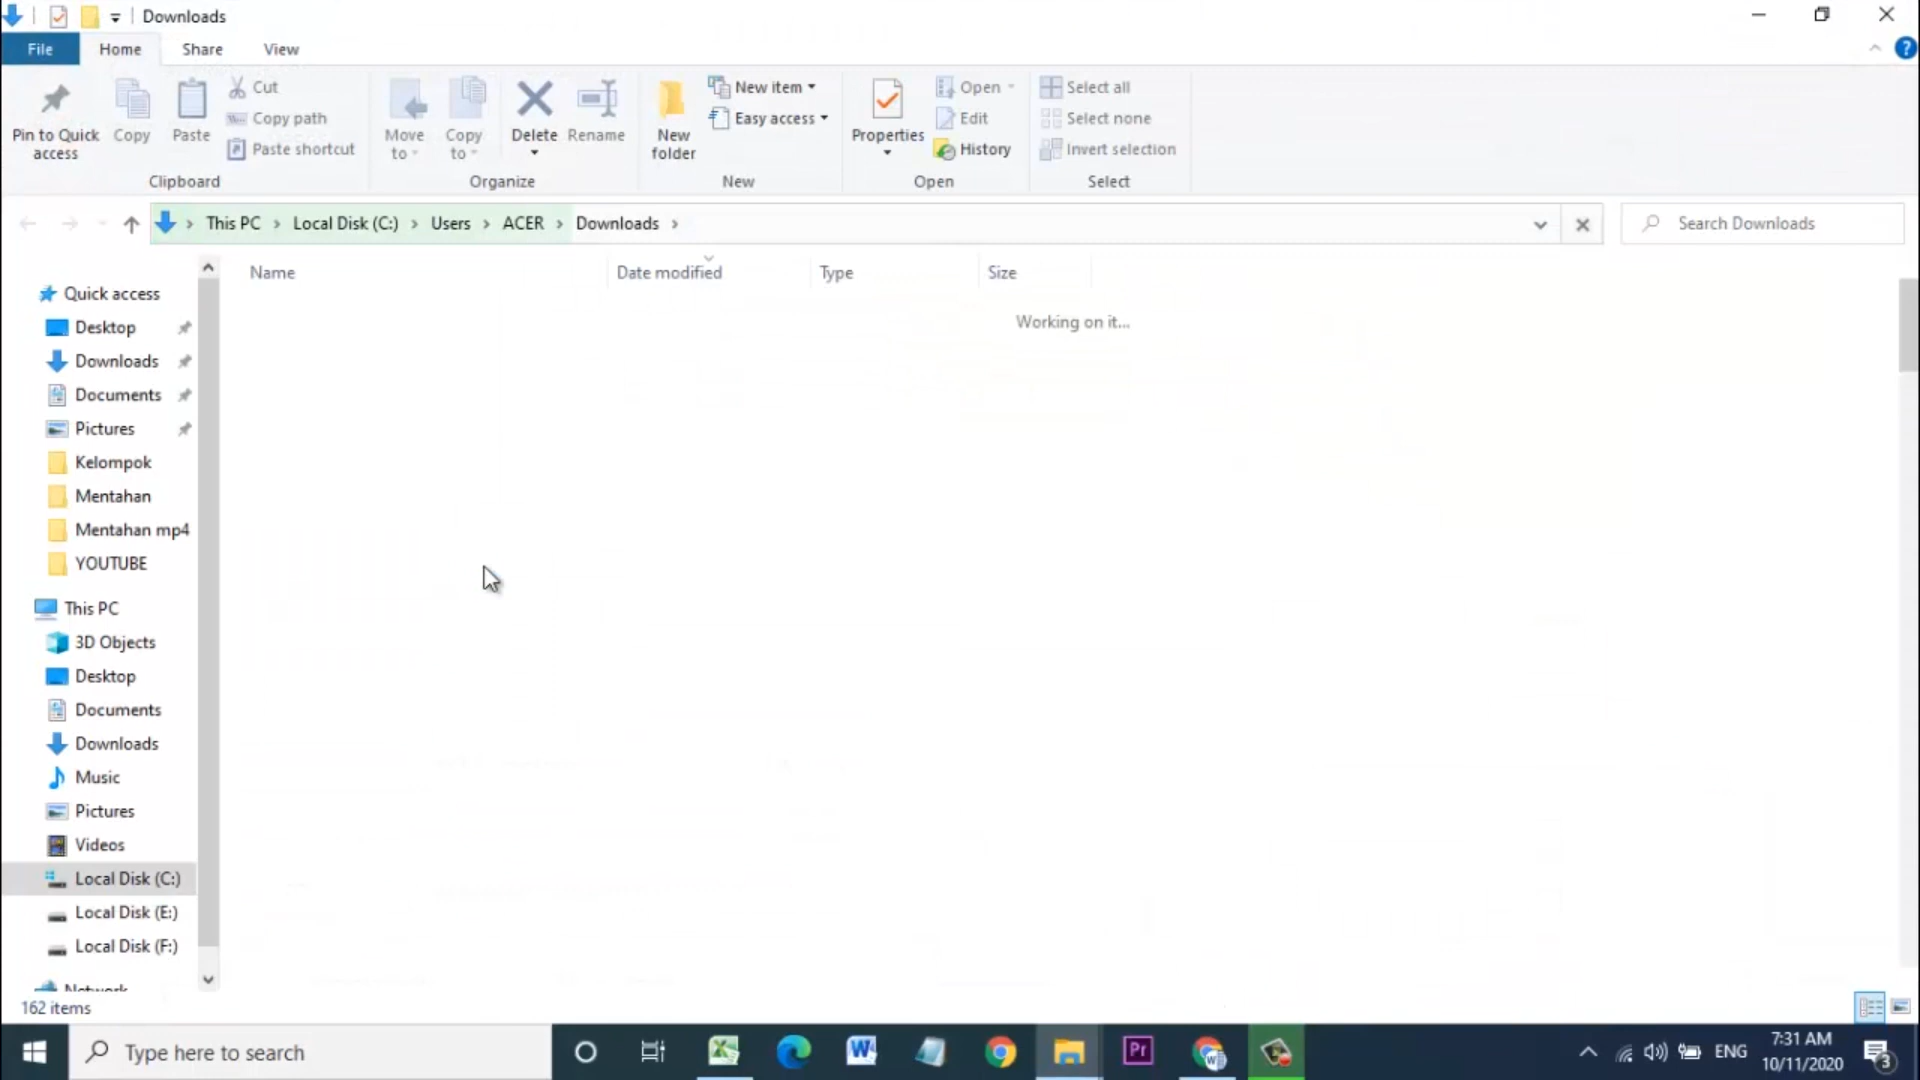 Downloads
File Home Share View
Pin to Quick access
Copy
Paste
Cut
Copy path
Paste shortcut
Clipboard
Move to
Copy to
Delete
Rename
Organize
New folder
New item
Easy access
New
Properties
Open
Edit
History
Open
Select all
Select none
Invert selection
Select
This PC > Local Disk (C:) > Users > ACER > Downloads >
Search Downloads
Name Date modified Type Size
Working on it...
Quick access
Desktop
Downloads
Documents
Pictures
Kelompok
Mentahan
Mentahan mp4
YOUTUBE
This PC
3D Objects
Desktop
Documents
Downloads
Music
Pictures
Videos
Local Disk (C:)
Local Disk (E:)
Local Disk (F:)
Network
162 items
Type here to search
Pr
ENG
7:31 AM
10/11/2020
3